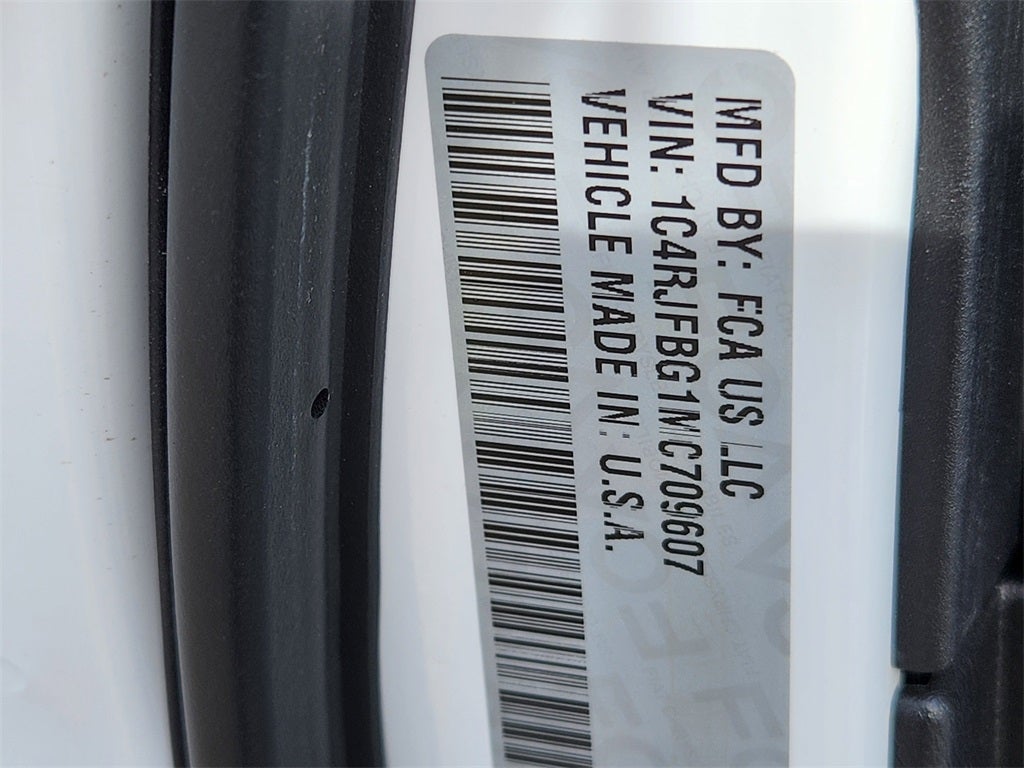 MFD BY: FCA US LLC
VIN: 1C4RJFBG1MC709607
VEHICLE MADE IN: U.S.A.